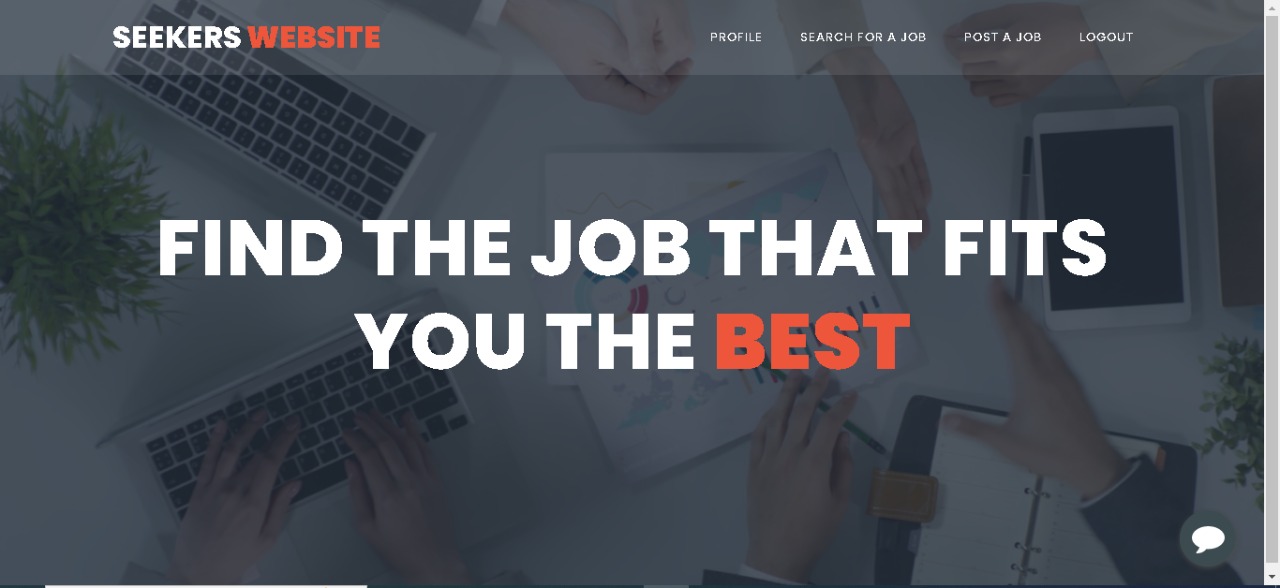 SEEKERS WEBSITE
PROFILE
SEARCH FOR A JOB
POST A JOB
LOGOUT
FIND THE JOB THAT FITS
YOU THE BEST